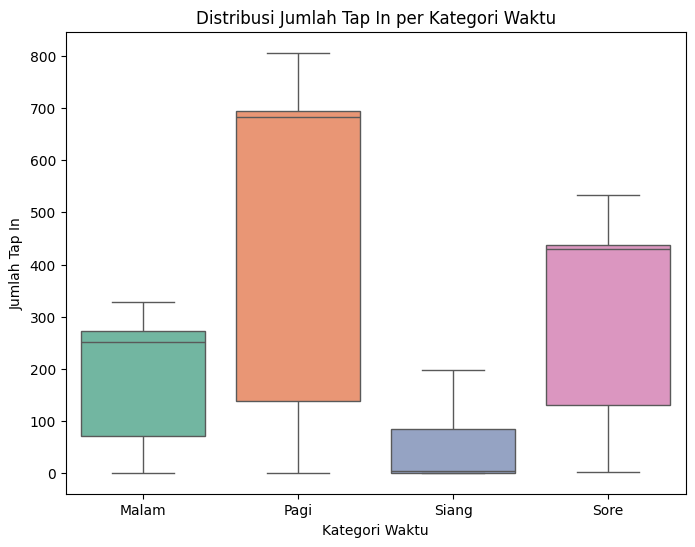 Distribusi Jumlah Tap In per Kategori Waktu
800
700
600
500
400
300
200
100
0
Jumlah Tap In
Malam Pagi Siang Sore
Kategori Waktu